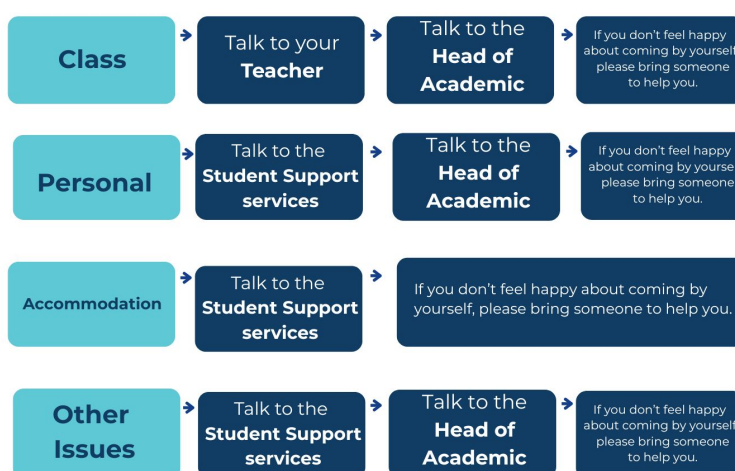 Class
Talk to your
Teacher
Talk to the
Head of
Academic
If you don't feel happy
about coming by yourself
please bring someone
to help you.
Personal
Talk to the
Student Support
services
Talk to the
Head of
Academic
If you don't feel happy
about coming by yourse
please bring someone
to help you.
Accommodation
Talk to the
Student Support
services
If you don't feel happy about coming by
yourself, please bring someone to help you.
Other
Issues
Talk to the
Student Support
services
Talk to the
Head of
Academic
If you don't feel happy
about coming by yourself
please bring someone
to help you.